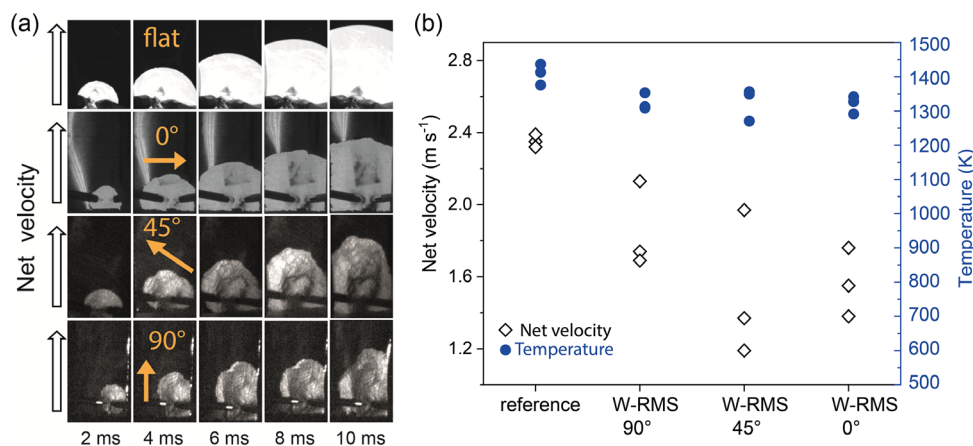 (a)
flat
0°
45°
90°
Net velocity
2 ms 4 ms 6 ms 8 ms 10 ms
(b)
Net velocity (m s⁻¹)
2.8
2.4
2.0
1.6
1.2
Temperature (K)
1500
1400
1300
1200
1100
1000
900
800
700
600
500
Net velocity
Temperature
reference W-RMS W-RMS W-RMS
90° 45° 0°